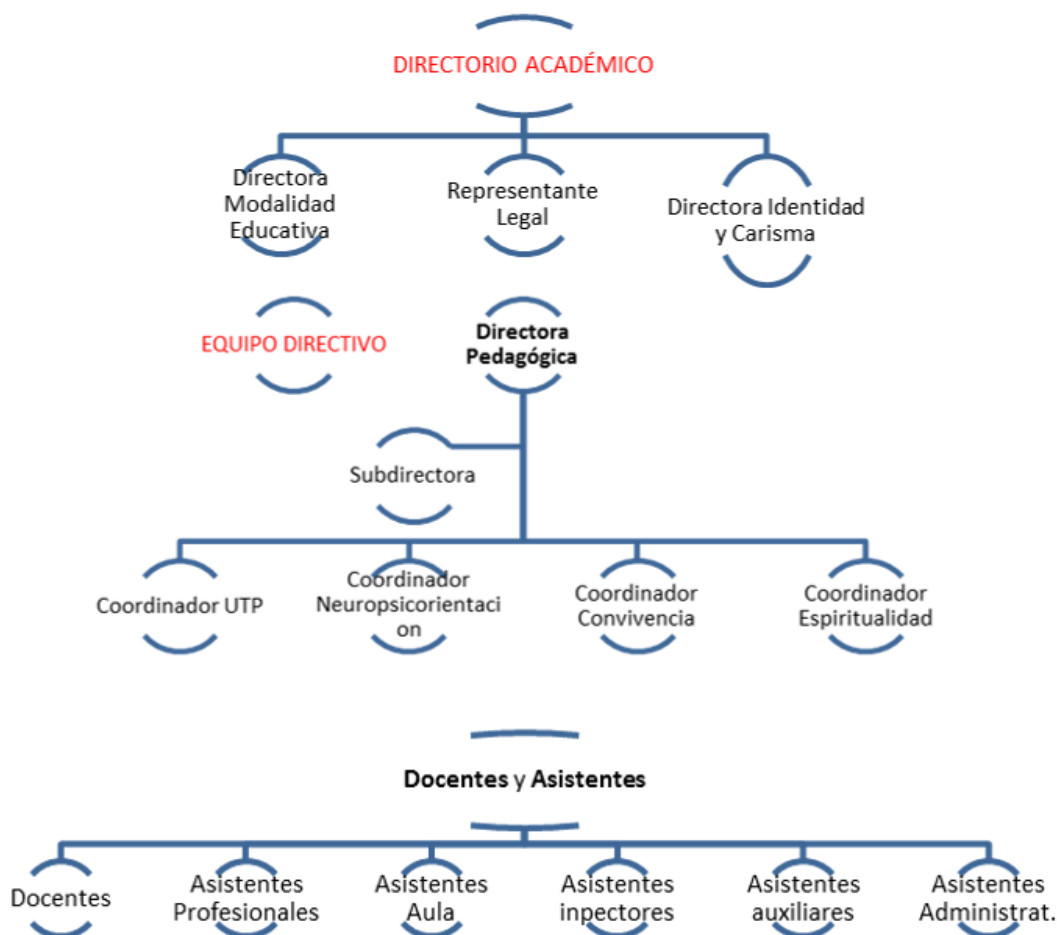 DIRECTORIO ACADÉMICO
Directora
Modalidad
Educativa
Representante
Legal
Directora Identidad
y Carisma
EQUIPO DIRECTIVO
Directora
Pedagógica
Subdirectora
Coordinador UTP
Coordinador
Neuropsicorientaci
on
Coordinador
Convivencia
Coordinador
Espiritualidad
Docentes y Asistentes
Docentes
Asistentes
Profesionales
Asistentes
Aula
Asistentes
inpectores
Asistentes
auxiliares
Asistentes
Administrat.